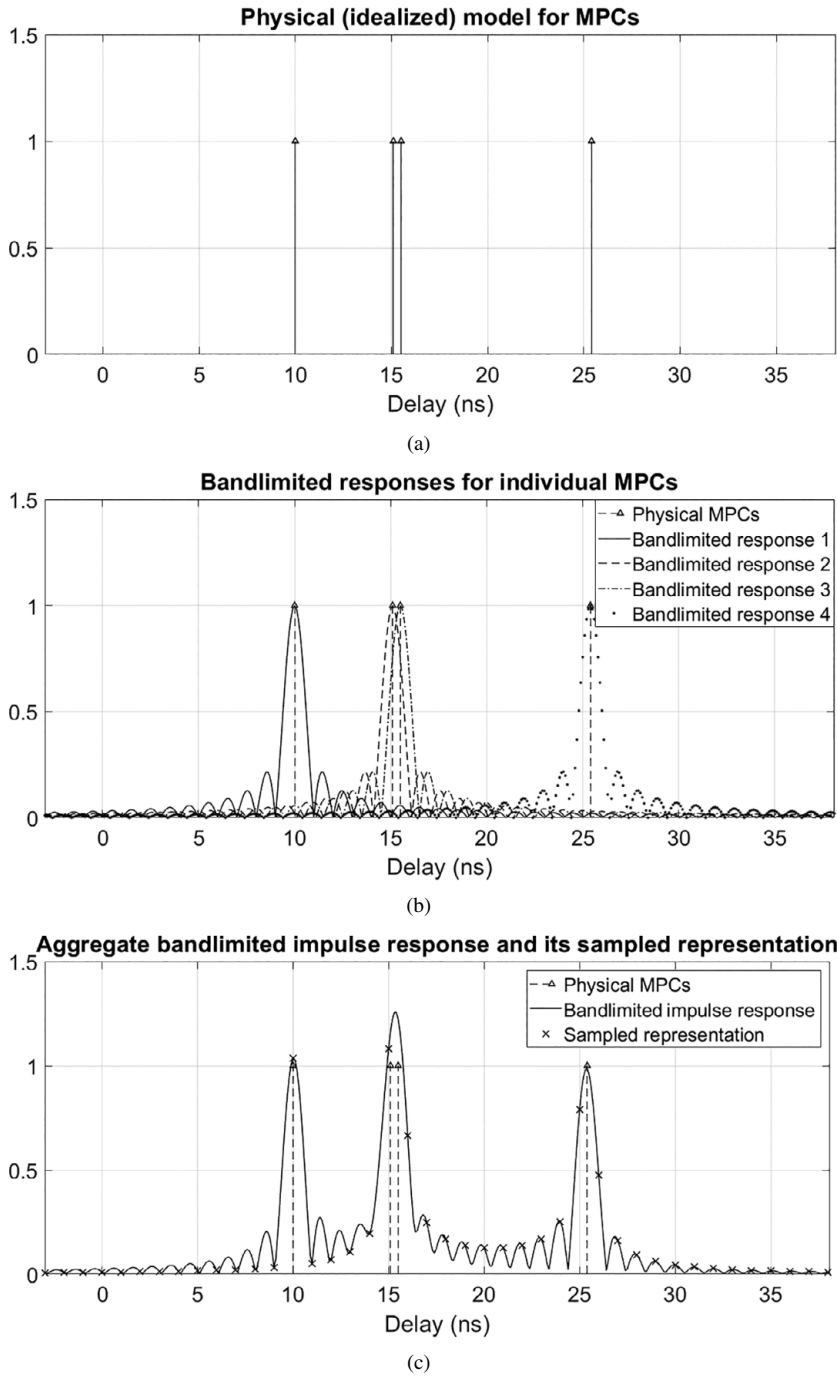 Physical (idealized) model for MPCs
1.5
1
0.5
0
0 5 10 15 20 25 30 35
Delay (ns)
(a)
Bandlimited responses for individual MPCs
1.5
1
0.5
0
Physical MPCs
Bandlimited response 1
Bandlimited response 2
Bandlimited response 3
Bandlimited response 4
0 5 10 15 20 25 30 35
Delay (ns)
(b)
Aggregate bandlimited impulse response and its sampled representation
1.5
1
0.5
0
Physical MPCs
Bandlimited impulse response
Sampled representation
0 5 10 15 20 25 30 35
Delay (ns)
(c)